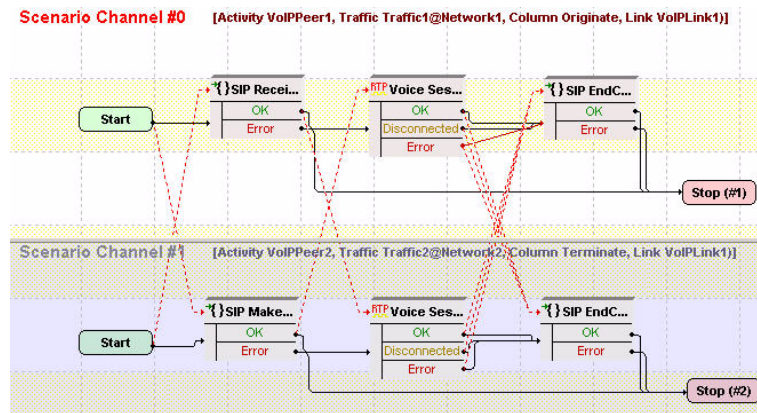 Scenario Channel #0 [Activity VoIPPeer1, Traffic Traffic1@Network1, Column Originate, Link VoIPLink1)]
{}SIP Recei... RTP Voice Ses... {}SIP EndC...
Start OK OK OK
Error Disconnected Error
Error
Stop (#1)
Scenario Channel #1 [Activity VoIPPeer2, Traffic Traffic2@Network2, Column Terminate, Link VoIPLink1)]
{}SIP Make... RTP Voice Ses... {}SIP EndC...
Start OK OK OK
Error Disconnected Error
Error
Stop (#2)